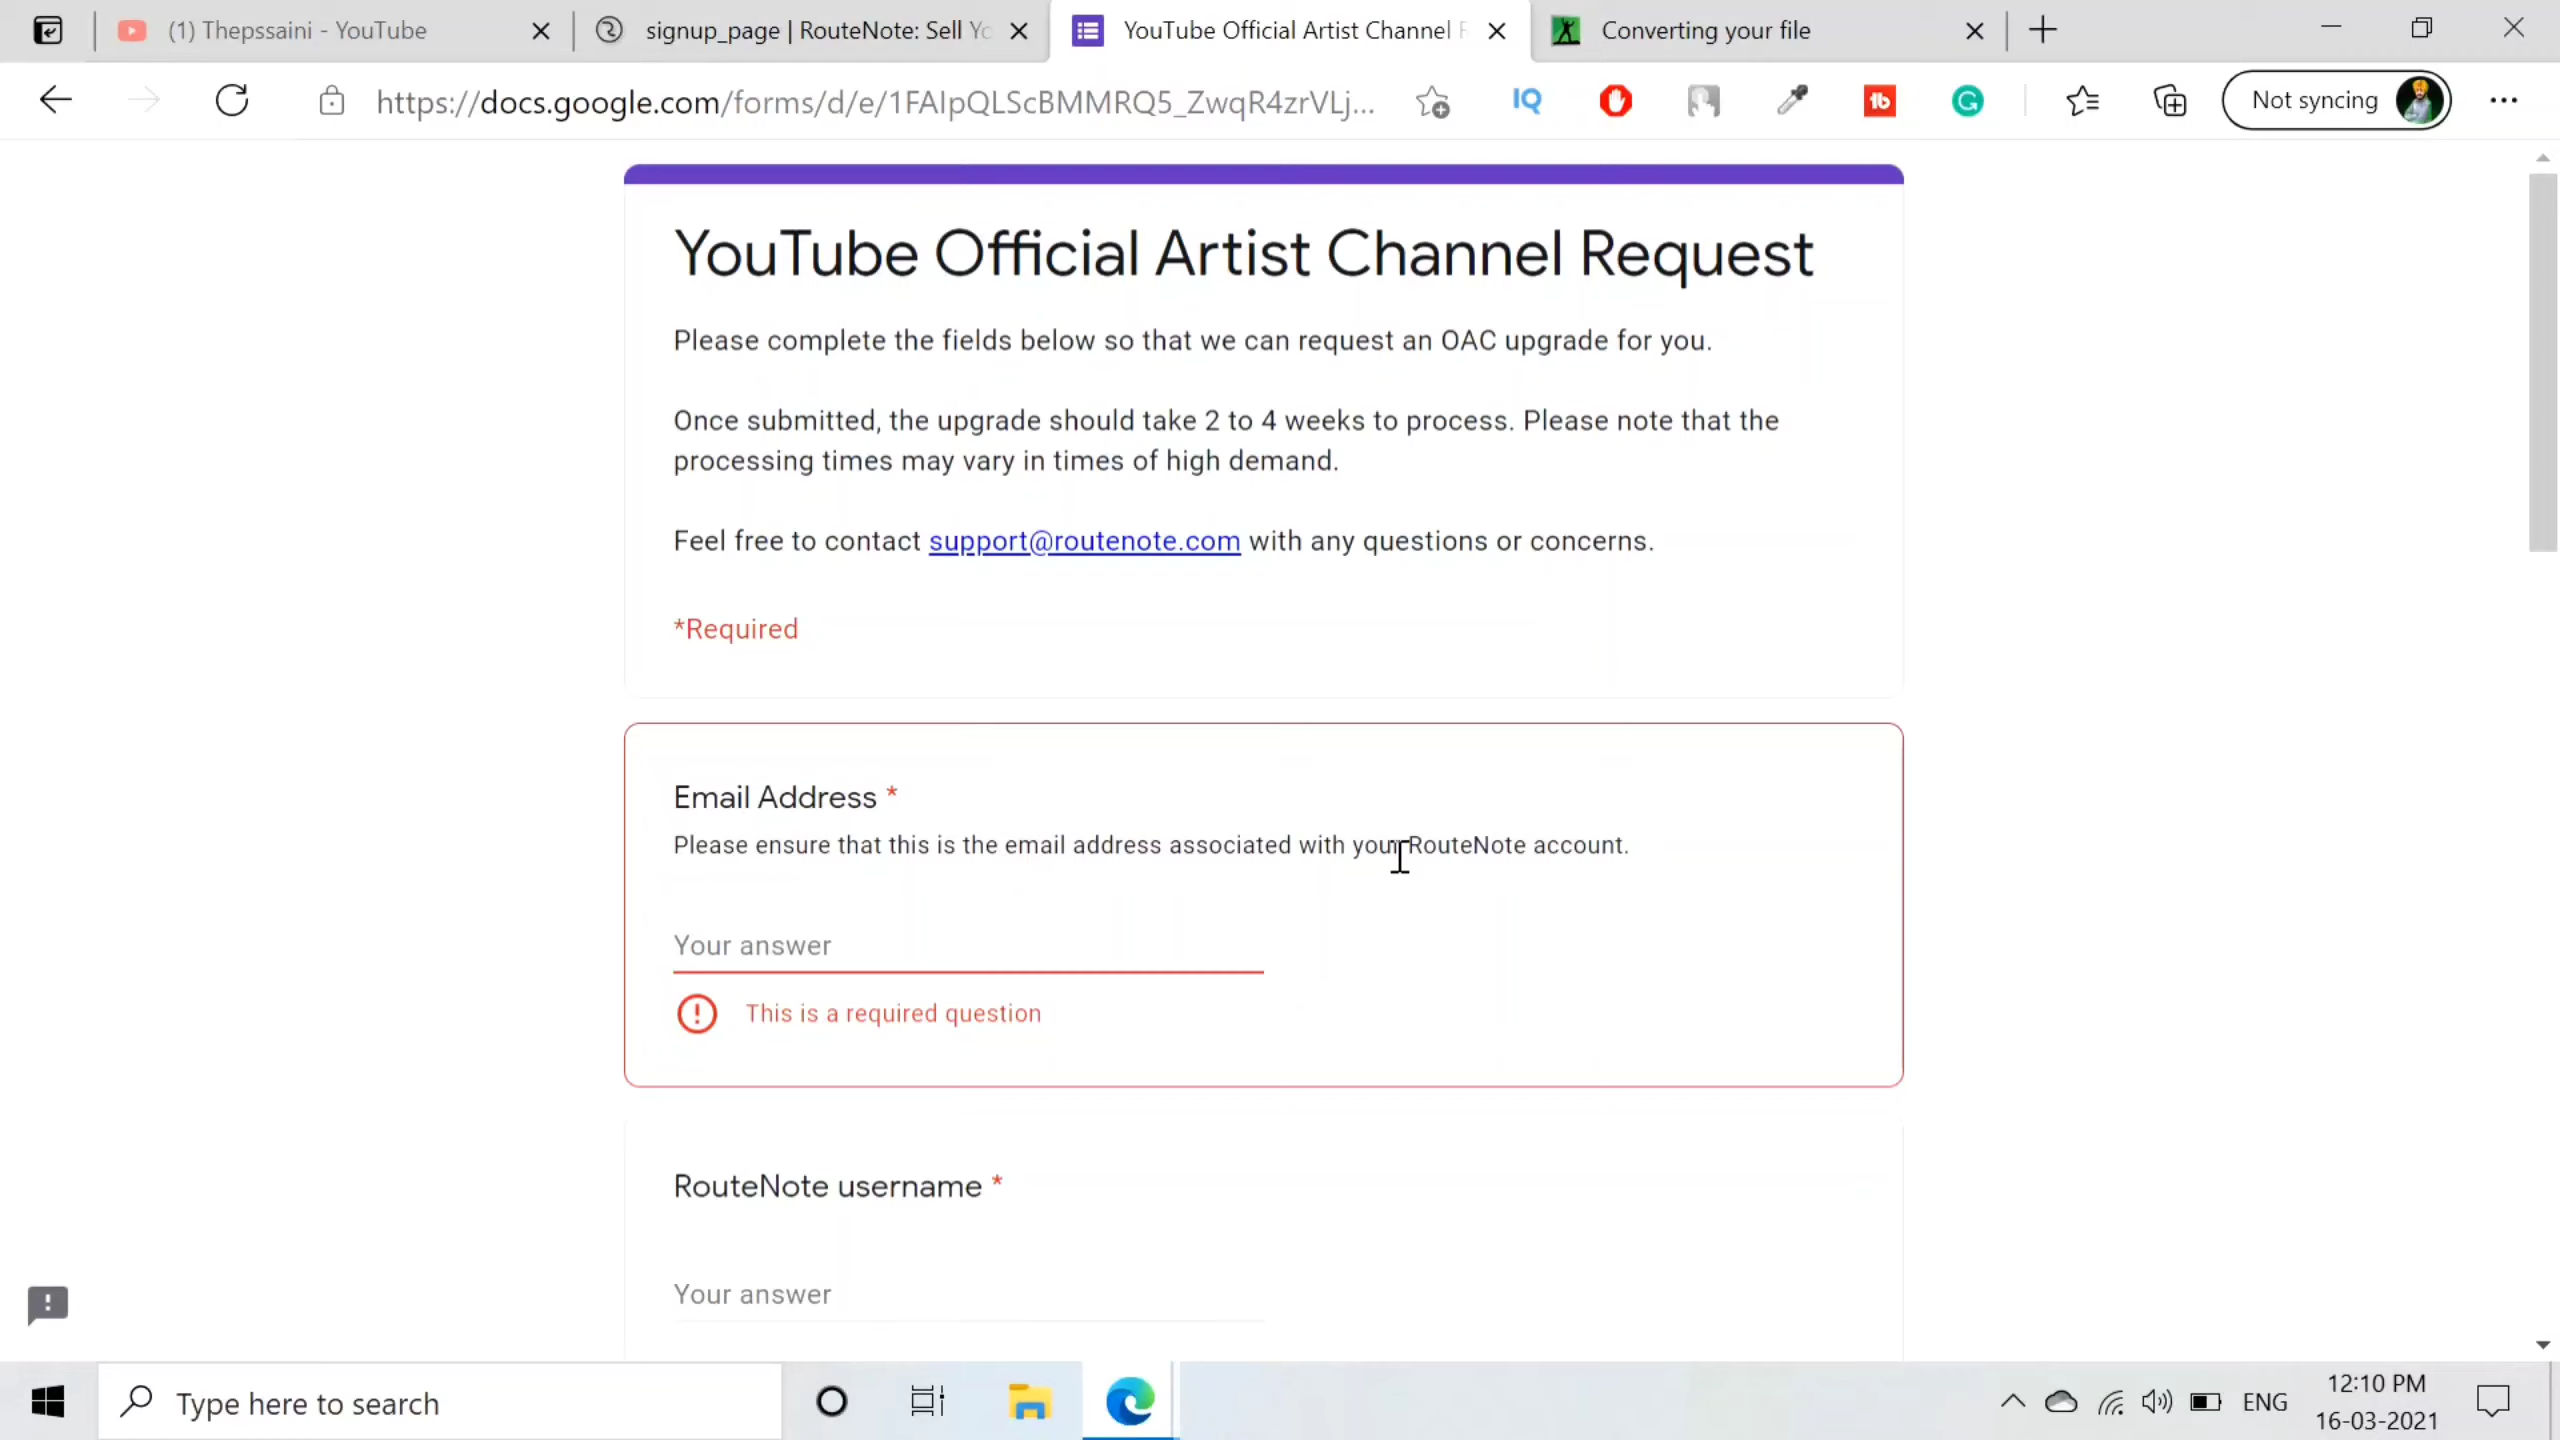 (1) Thepssaini - YouTube
signup_page | RouteNote: Sell Yo
YouTube Official Artist Channel R
Converting your file
https://docs.google.com/forms/d/e/1FAIpQLScBMMRQ5_ZwqR4zrVLj...
IQ
Not syncing
YouTube Official Artist Channel Request
Please complete the fields below so that we can request an OAC upgrade for you.
Once submitted, the upgrade should take 2 to 4 weeks to process. Please note that the
processing times may vary in times of high demand.
Feel free to contact support@routenote.com with any questions or concerns.
*Required
Email Address *
Please ensure that this is the email address associated with your RouteNote account.
Your answer
This is a required question
RouteNote username *
Your answer
Type here to search
ENG
12:10 PM
16-03-2021